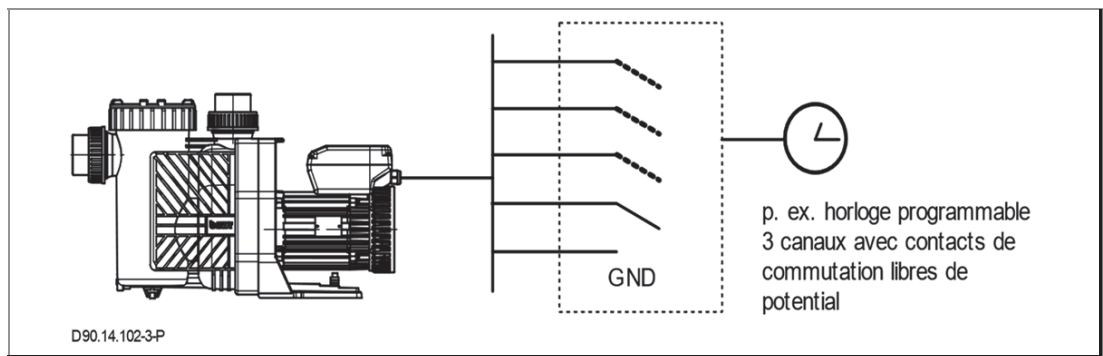 GND
p. ex. horloge programmable
3 canaux avec contacts de
commutation libres de
potential
D90.14.102-3-P